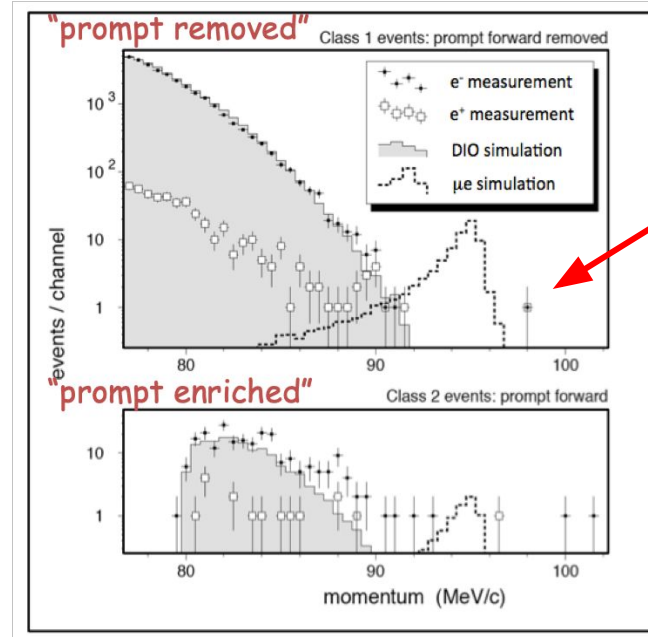 "prompt removed"
Class 1 events: prompt forward removed
e- measurement
e+ measurement
DIO simulation
μe simulation
10³
10²
10
1
events / channel
80
90
100
"prompt enriched"
Class 2 events: prompt forward
10
1
80
90
100
momentum (MeV/c)